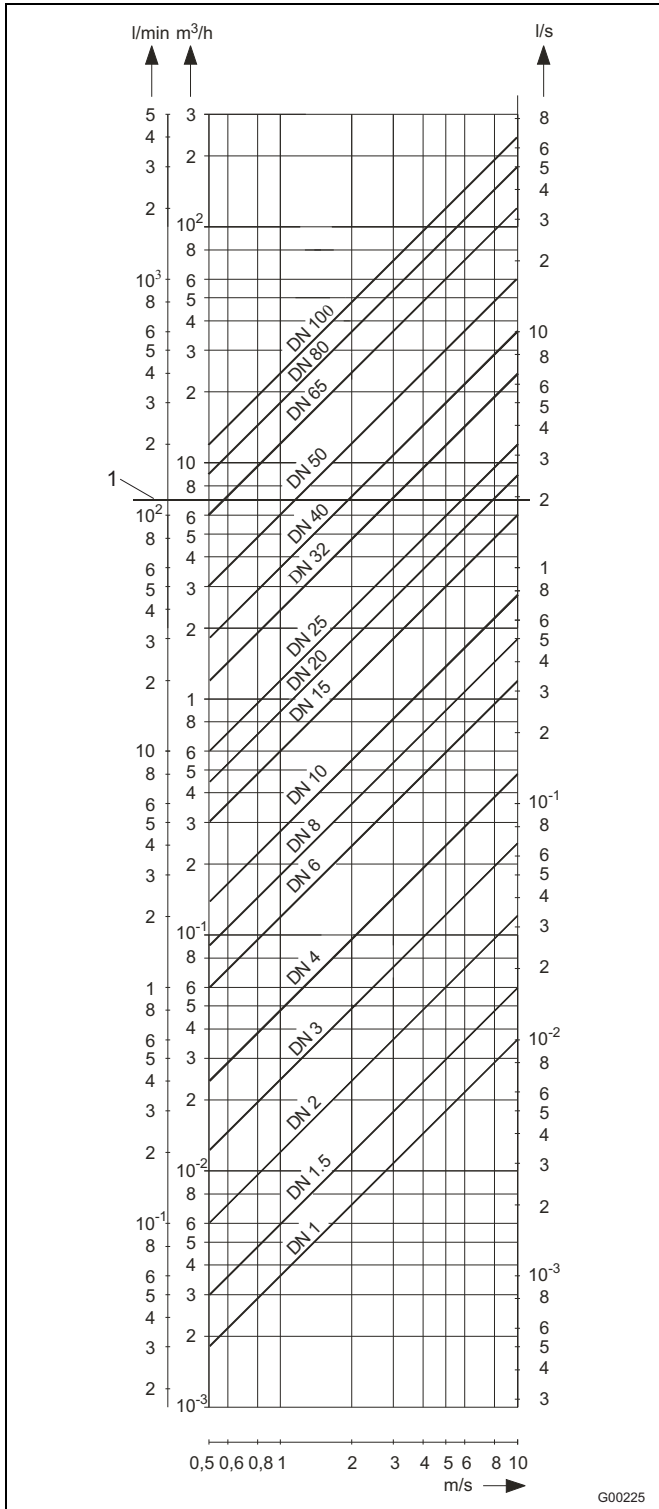 l/min m³/h l/s
5 3 8
4
6
3 2 5
4
2 3
10² 2
8
10³ 6
8 5
4
6 3 10
5 8
4 2 6
3 5
4
2 10 3
8
1 2
10² 6
8 5
4
6 3 1
5 8
4 2 6
3 5
4
2 1 3
8
2
10 6
8 5
4
6 3 10⁻¹
5 8
4 2 6
3 5
4
2 10⁻¹ 3
8
2
1 6
8 5
4
6 3 10⁻²
5 8
4 2 6
3 5
4
2 10⁻² 3
8
2
10⁻¹ 6
8 5
4
6 3 10⁻³
5 8
4 2 6
3 5
4
2 10⁻³ 3
DN 100
DN 80
DN 65
DN 50
DN 40
DN 32
DN 25
DN 20
DN 15
DN 10
DN 8
DN 6
DN 4
DN 3
DN 2
DN 1.5
DN 1
0,5 0,6 0,8 1 2 3 4 5 6 8 10
m/s
G00225